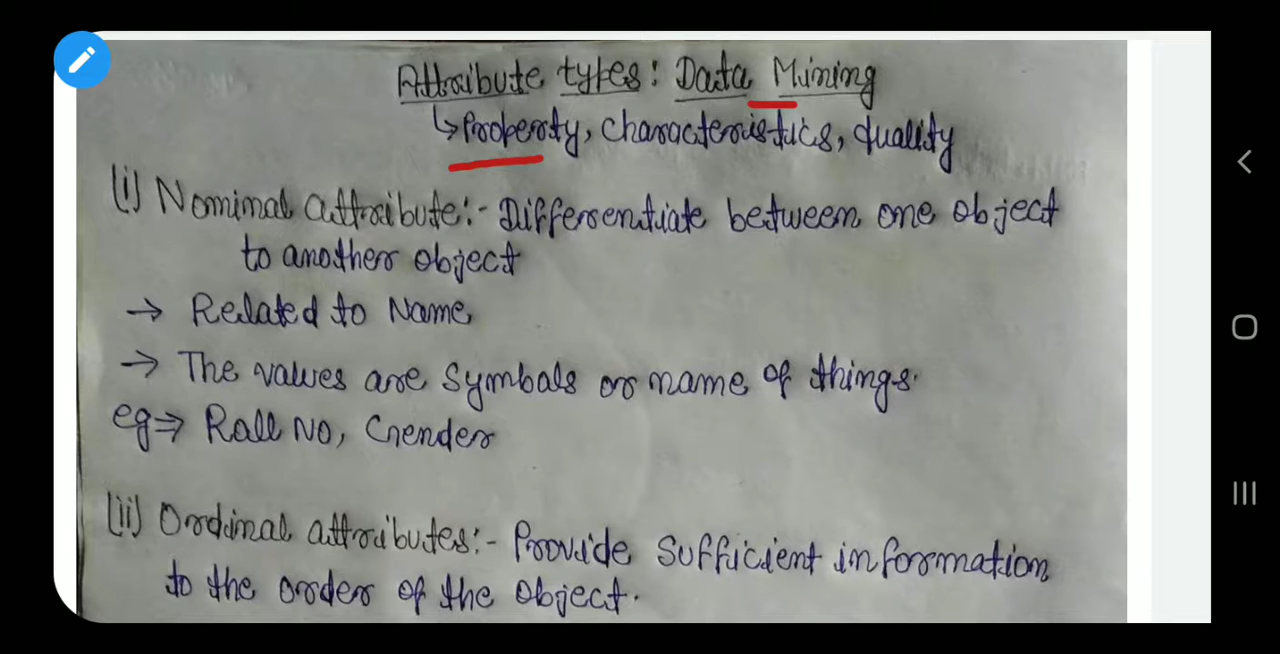 Attribute types: Data Mining
↳ Property, characteristics, quality
(i) Nominal attribute:- Differentiate between one object
to another object
→ Related to Name
→ The values are symbols or name of things.
eg ⇒ Roll No, Gender
(ii) Ordinal attributes:- Provide sufficient information
to the order of the object.